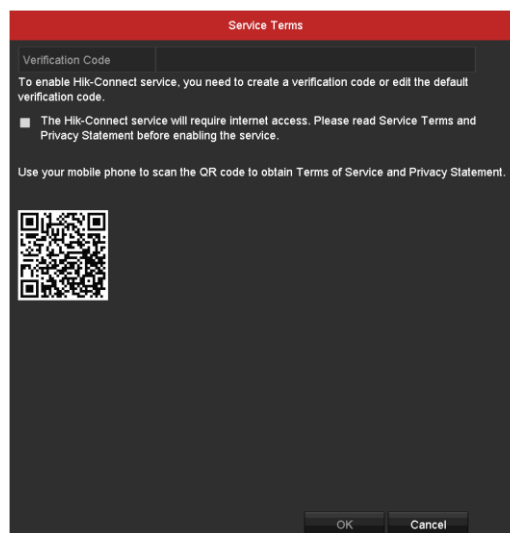 Service Terms
Verification Code
To enable Hik-Connect service, you need to create a verification code or edit the default
verification code.
The Hik-Connect service will require internet access. Please read Service Terms and
Privacy Statement before enabling the service.
Use your mobile phone to scan the QR code to obtain Terms of Service and Privacy Statement.
OK Cancel